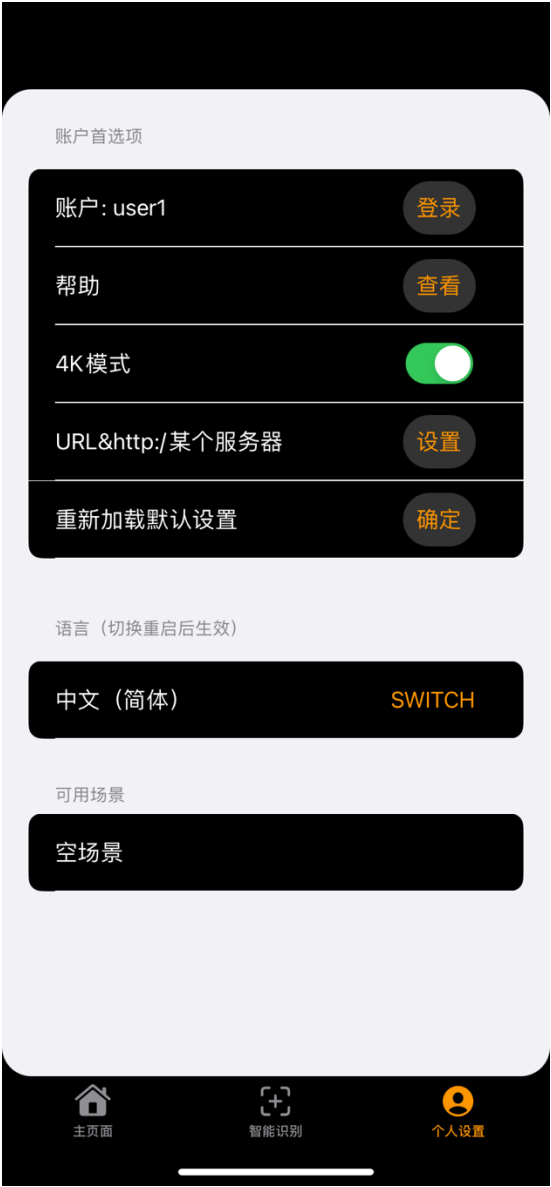 账户首选项
账户: user1 登录
帮助 查看
4K模式
URL&http:/某个服务器 设置
重新加载默认设置 确定
语言（切换重启后生效）
中文（简体） SWITCH
可用场景
空场景
主页面 智能识别 个人设置